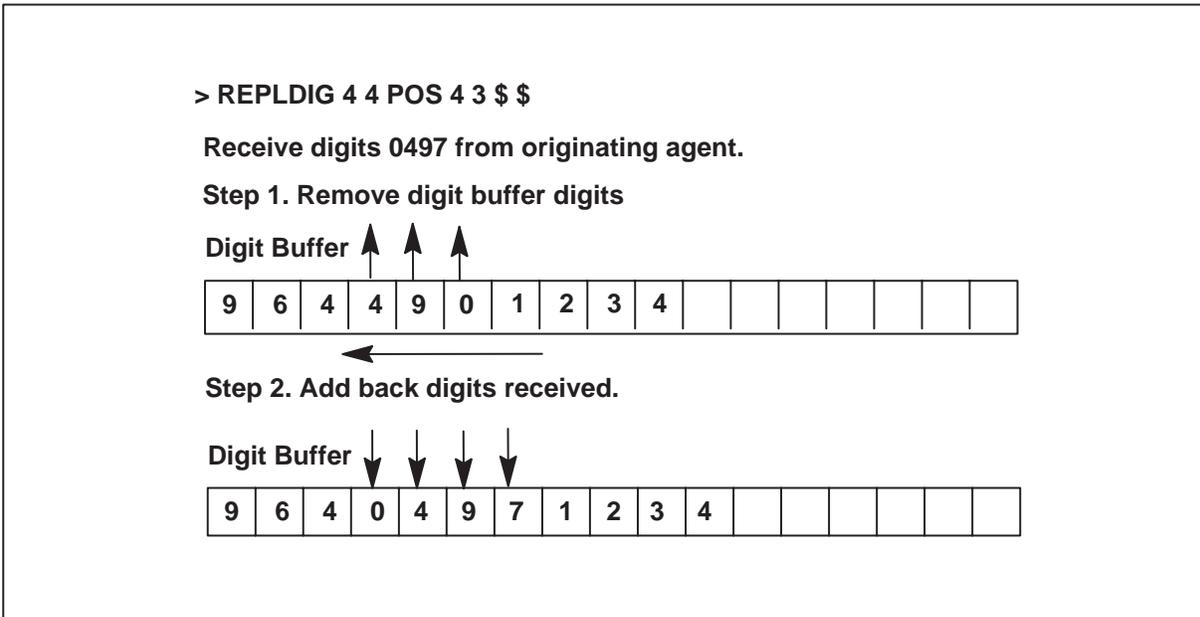 > REPLDIG 4 4 POS 4 3 $ $
Receive digits 0497 from originating agent.
Step 1. Remove digit buffer digits
Digit Buffer
9 6 4 4 9 0 1 2 3 4
Step 2. Add back digits received.
Digit Buffer
9 6 4 0 4 9 7 1 2 3 4